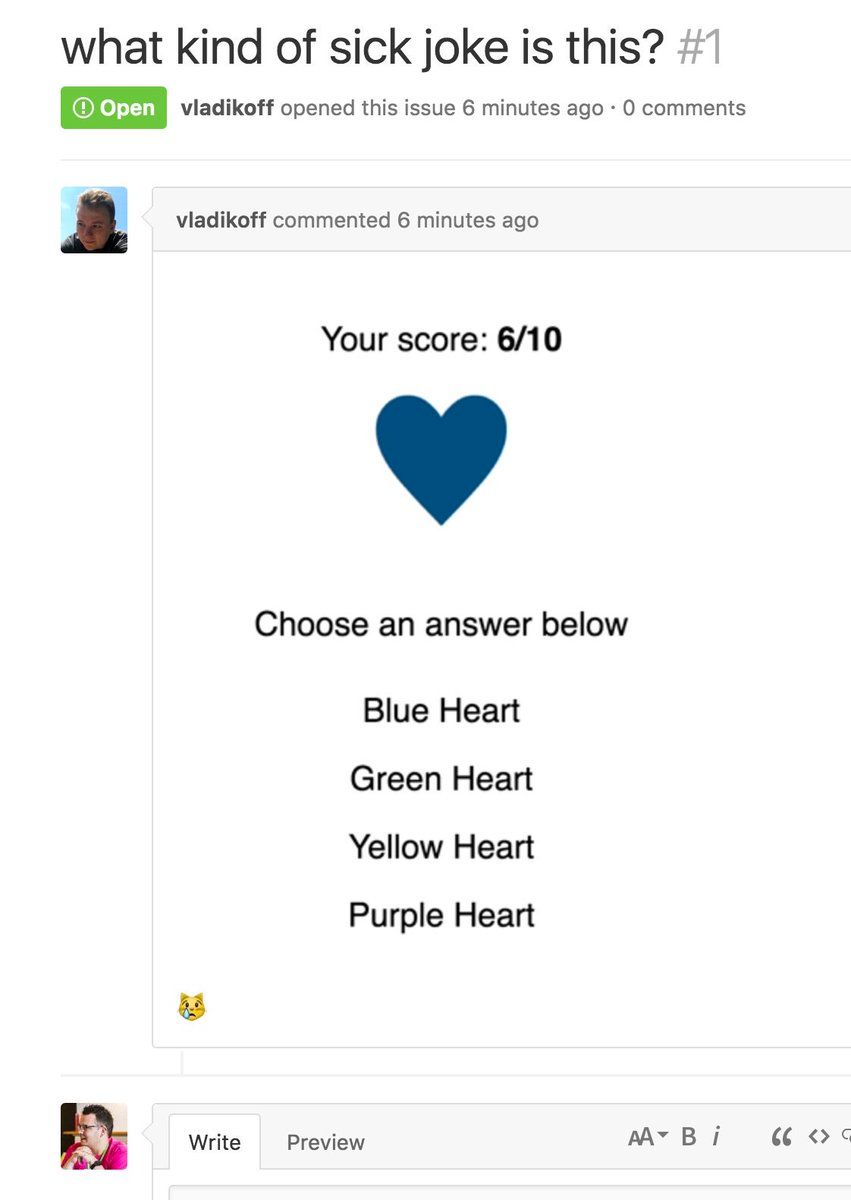 what kind of sick joke is this? #1
Open vladikoff opened this issue 6 minutes ago · 0 comments
vladikoff commented 6 minutes ago
Your score: 6/10
Choose an answer below
Blue Heart
Green Heart
Yellow Heart
Purple Heart
Write Preview AA B i “ <>